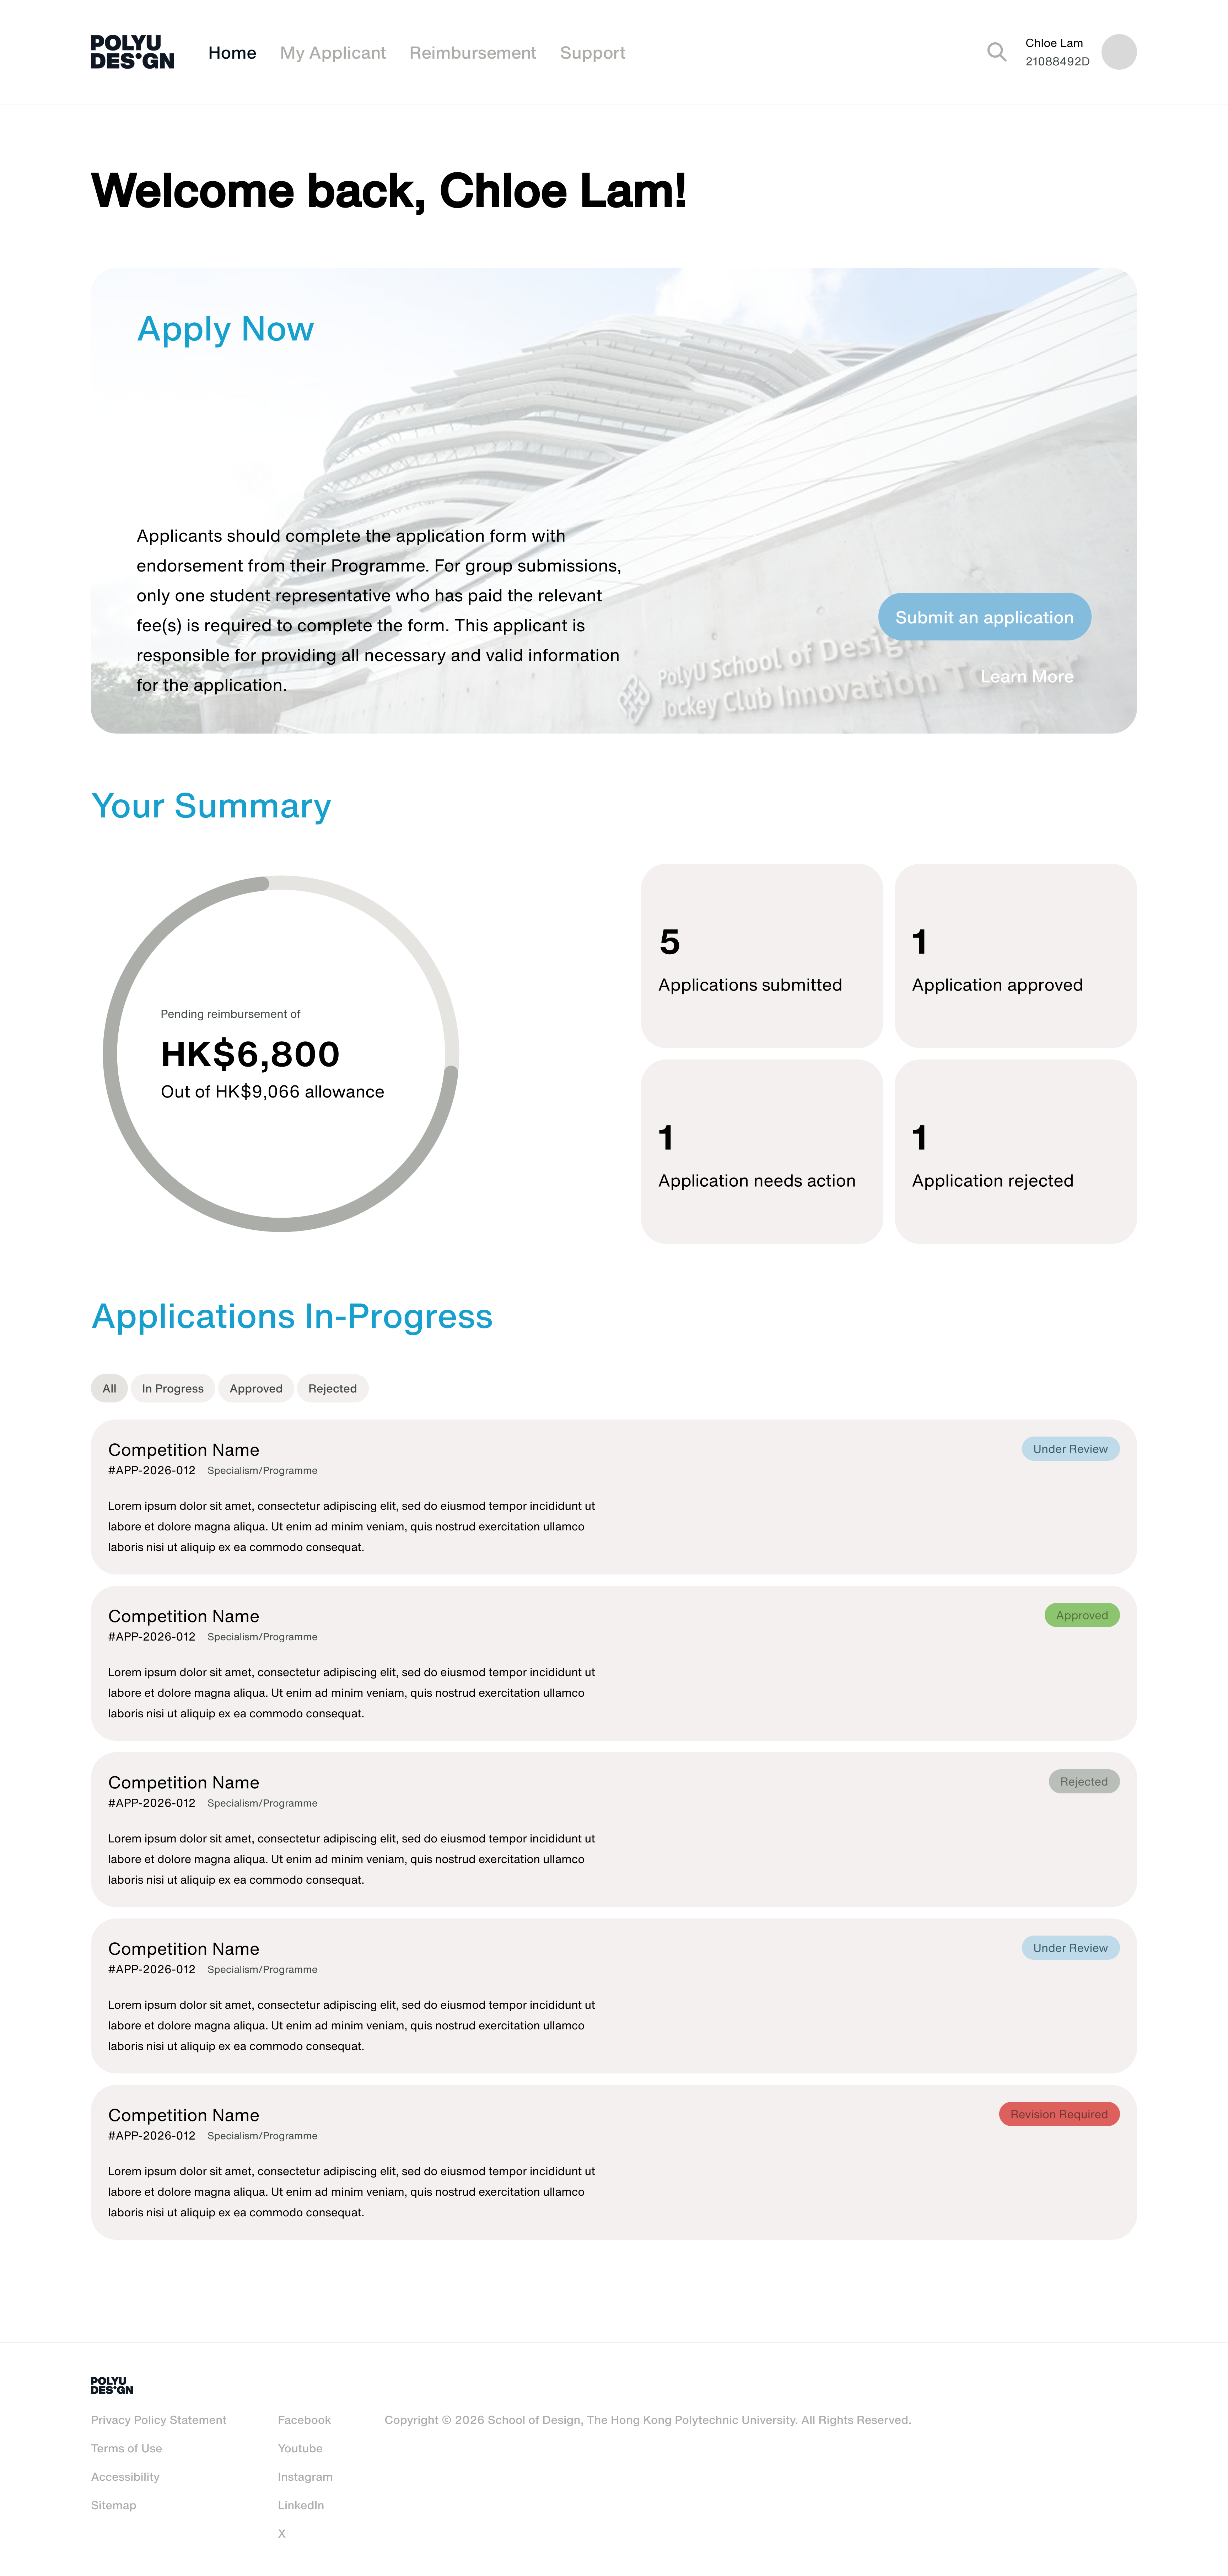 POLYU
DES*GN
Home
My Applicant
Reimbursement
Support
Chloe Lam
21088492D
Welcome back, Chloe Lam!
Apply Now
Applicants should complete the application form with
endorsement from their Programme. For group submissions,
only one student representative who has paid the relevant
fee(s) is required to complete the form. This applicant is
responsible for providing all necessary and valid information
for the application.
Submit an application
Learn More
PolyU School of Design
Jockey Club Innovation
Your Summary
Pending reimbursement of
HK$6,800
Out of HK$9,066 allowance
5
Applications submitted
1
Application approved
1
Application needs action
1
Application rejected
Applications In-Progress
All
In Progress
Approved
Rejected
Competition Name
Under Review
#APP-2026-012 Specialism/Programme
Lorem ipsum dolor sit amet, consectetur adipiscing elit, sed do eiusmod tempor incididunt ut
labore et dolore magna aliqua. Ut enim ad minim veniam, quis nostrud exercitation ullamco
laboris nisi ut aliquip ex ea commodo consequat.
Competition Name
Approved
#APP-2026-012 Specialism/Programme
Lorem ipsum dolor sit amet, consectetur adipiscing elit, sed do eiusmod tempor incididunt ut
labore et dolore magna aliqua. Ut enim ad minim veniam, quis nostrud exercitation ullamco
laboris nisi ut aliquip ex ea commodo consequat.
Competition Name
Rejected
#APP-2026-012 Specialism/Programme
Lorem ipsum dolor sit amet, consectetur adipiscing elit, sed do eiusmod tempor incididunt ut
labore et dolore magna aliqua. Ut enim ad minim veniam, quis nostrud exercitation ullamco
laboris nisi ut aliquip ex ea commodo consequat.
Competition Name
Under Review
#APP-2026-012 Specialism/Programme
Lorem ipsum dolor sit amet, consectetur adipiscing elit, sed do eiusmod tempor incididunt ut
labore et dolore magna aliqua. Ut enim ad minim veniam, quis nostrud exercitation ullamco
laboris nisi ut aliquip ex ea commodo consequat.
Competition Name
Revision Required
#APP-2026-012 Specialism/Programme
Lorem ipsum dolor sit amet, consectetur adipiscing elit, sed do eiusmod tempor incididunt ut
labore et dolore magna aliqua. Ut enim ad minim veniam, quis nostrud exercitation ullamco
laboris nisi ut aliquip ex ea commodo consequat.
POLYU
DES*GN
Privacy Policy Statement
Terms of Use
Accessibility
Sitemap
Facebook
Youtube
Instagram
LinkedIn
X
Copyright © 2026 School of Design, The Hong Kong Polytechnic University. All Rights Reserved.